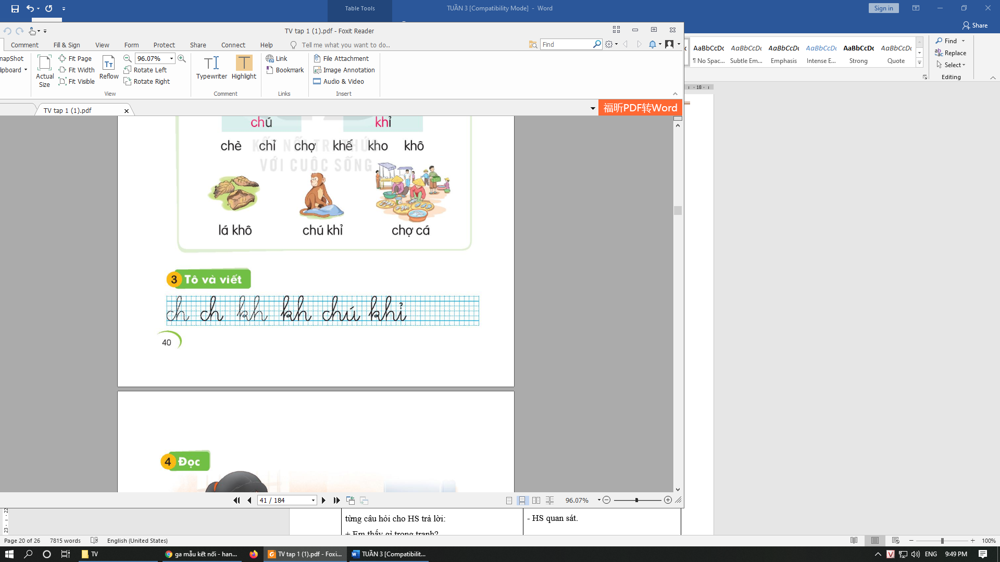 Table Tools
TUẦN 3 [Compatibility Mode] - Word
Sign in
Share
TV tap 1 (1).pdf - Foxit Reader
Comment Fill & Sign View Form Protect Share Connect Help Tell me what you want to do..
Find
napShot
ipboard
Actual Size
Fit Page
Fit Width
Fit Visible
Reflow
96.07%
Rotate Left
Rotate Right
View
Typewriter Highlight
Comment
Link
Bookmark
Links
File Attachment
Image Annotation
Audio & Video
Insert
AaBbCcDc AaBbCcDc AaBbCcDc AaBbCcDc AaBbCcDc AaBbCcDc
¶ No Spac... Subtle Em... Emphasis Intense E... Strong Quote
Find
Replace
Select
Editing
18
TV tap 1 (1).pdf
福昕PDF转Word
chú khỉ
KẾT NỐI TRI THỨC
VỚI CUỘC SỐNG
chè chỉ chợ khế kho khô
lá khô chú khỉ chợ cá
3 Tô và viết
ch ch kh kh chú khỉ
40
4 Đọc
41 / 184
96.07%
từng câu hỏi cho HS trả lời:
- HS quan sát.
+ Em thấy gì trong tranh?
22
23
Page 20 of 26 7815 words English (United States)
100%
TV
ga mẫu kết nối - han...
TV tap 1 (1).pdf - Foxi...
TUẦN 3 [Compatibilit...
ENG
9:49 PM